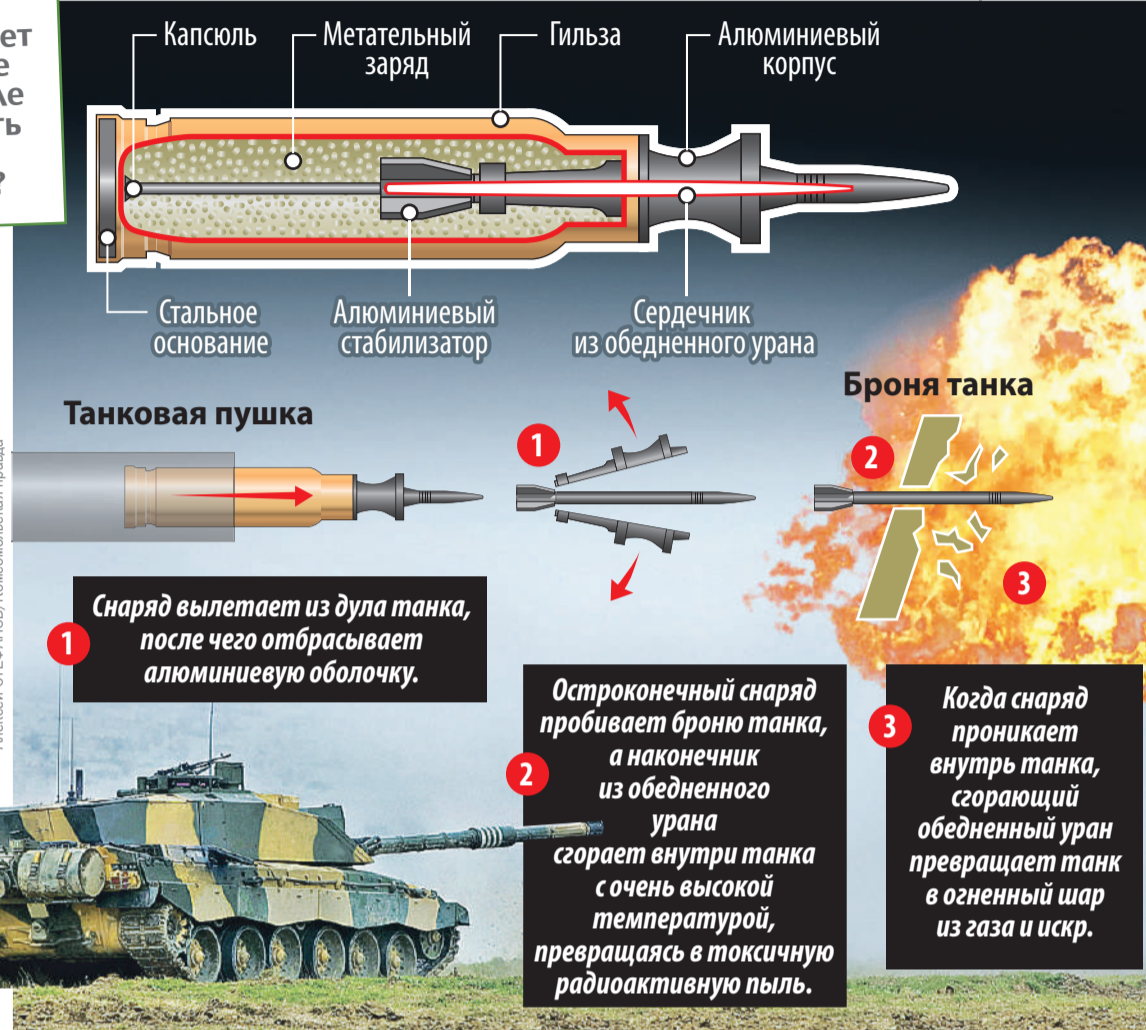 ет
е
ле
ть
?
Капсюль
Метательный
заряд
Гильза
Алюминиевый
корпус
Стальное
основание
Алюминиевый
стабилизатор
Сердечник
из обедненного урана
Танковая пушка
Броня танка
1
2
3
1
Снаряд вылетает из дула танка,
после чего отбрасывает
алюминиевую оболочку.
2
Остроконечный снаряд
пробивает броню танка,
а наконечник
из обедненного
урана
сгорает внутри танка
с очень высокой
температурой,
превращаясь в токсичную
радиоактивную пыль.
3
Когда снаряд
проникает
внутрь танка,
сгорающий
обедненный уран
превращает танк
в огненный шар
из газа и искр.